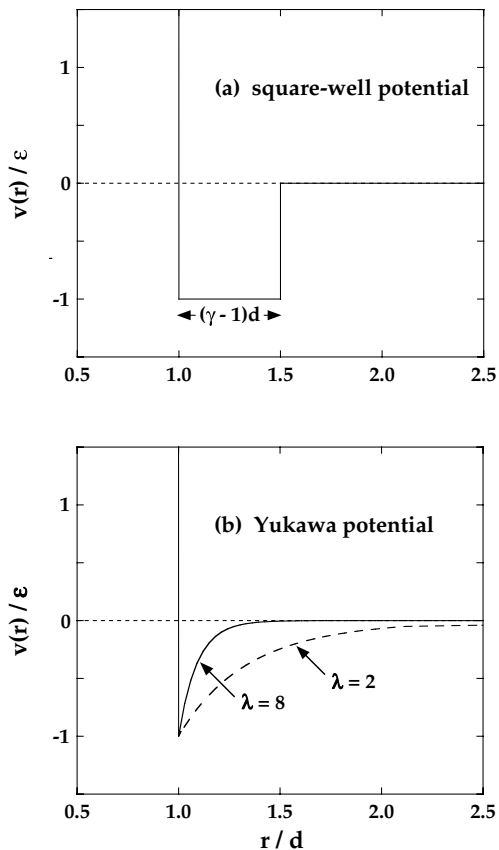 1
(a) square-well potential
v(r) / ε
0
-1
(γ - 1)d
0.5 1.0 1.5 2.0 2.5
1
(b) Yukawa potential
v(r) / ε
0
λ = 2
λ = 8
-1
0.5 1.0 1.5 2.0 2.5
r / d